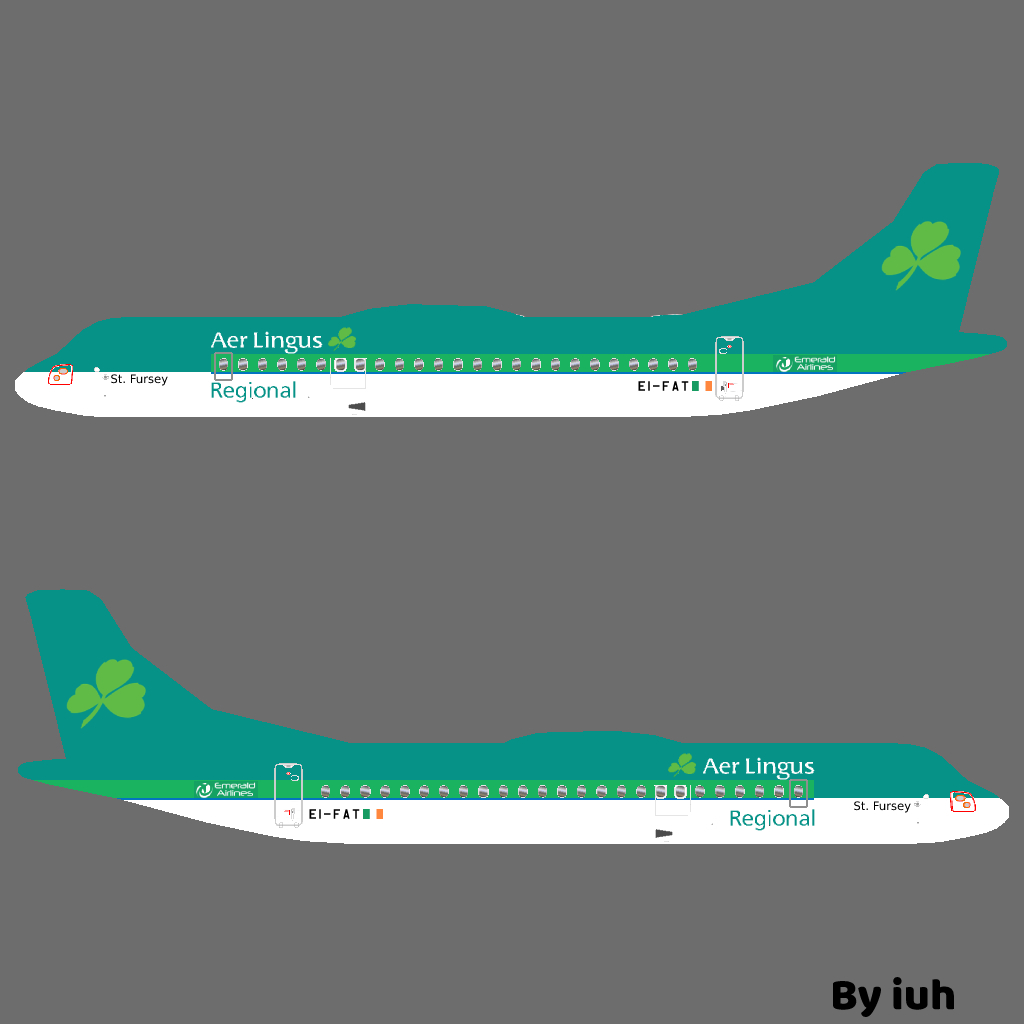 Aer Lingus
Emerald
Airlines
St. Fursey
Regional
EI-FAT
Aer Lingus
Emerald
Airlines
St. Fursey
EI-FAT
Regional
By iuh